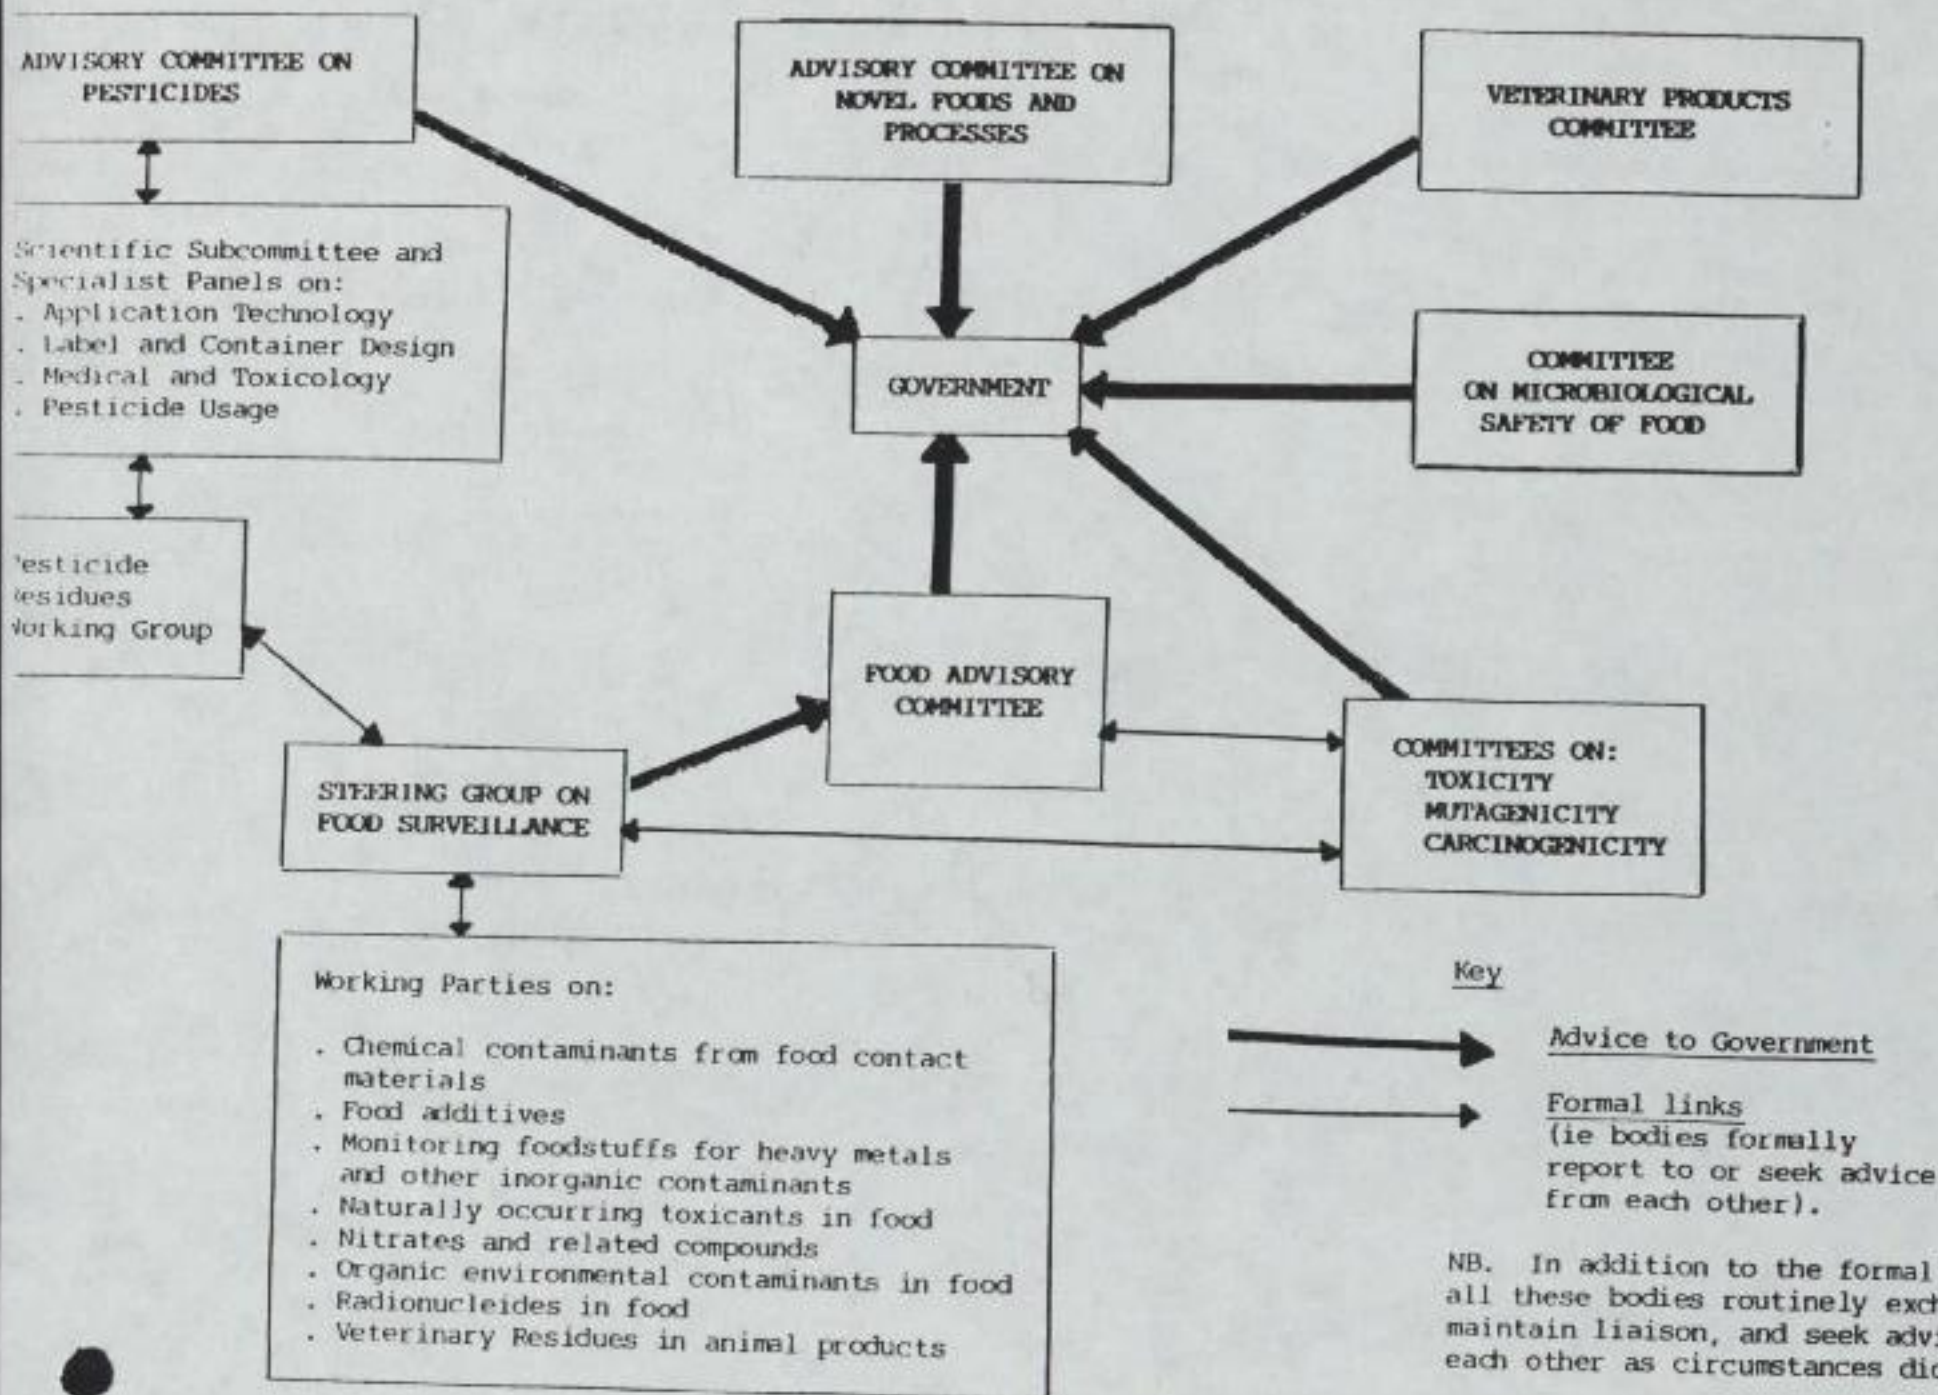 ADVISORY COMMITTEE ON
PESTICIDES
ADVISORY COMMITTEE ON
NOVEL FOODS AND
PROCESSES
VETERINARY PRODUCTS
COMMITTEE
Scientific Subcommittee and
Specialist Panels on:
. Application Technology
. Label and Container Design
. Medical and Toxicology
. Pesticide Usage
GOVERNMENT
COMMITTEE
ON MICROBIOLOGICAL
SAFETY OF FOOD
esticide
esidues
Working Group
FOOD ADVISORY
COMMITTEE
STEERING GROUP ON
FOOD SURVEILLANCE
COMMITTEES ON:
TOXICITY
MUTAGENICITY
CARCINOGENICITY
Working Parties on:
. Chemical contaminants from food contact
materials
. Food additives
. Monitoring foodstuffs for heavy metals
and other inorganic contaminants
. Naturally occurring toxicants in food
. Nitrates and related compounds
. Organic environmental contaminants in food
. Radionucleides in food
. Veterinary Residues in animal products
Key
Advice to Government
Formal links
(ie bodies formally
report to or seek advice
from each other).
NB. In addition to the formal
all these bodies routinely exch
maintain liaison, and seek advi
each other as circumstances dic